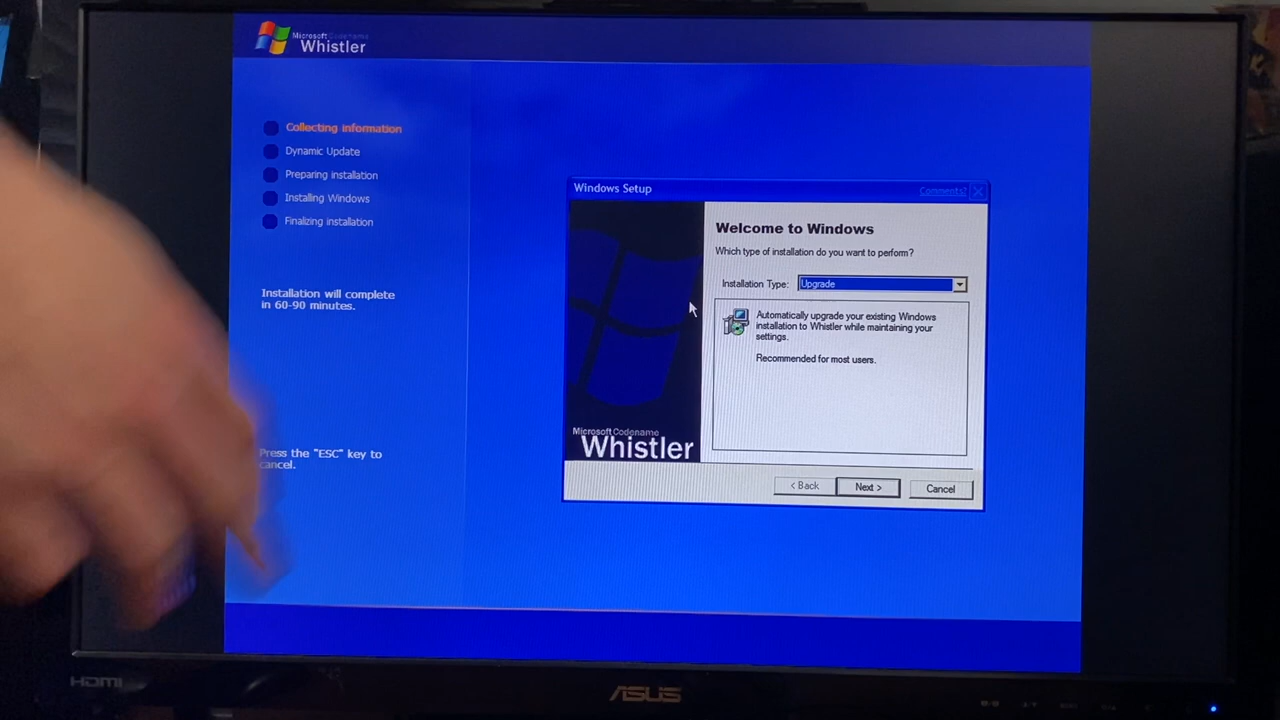 Microsoft Codename
Whistler
Collecting information
Dynamic Update
Preparing installation
Installing Windows
Finalizing installation
Installation will complete
in 60-90 minutes.
Press the "ESC" key to
cancel.
Windows Setup
Comments?
Welcome to Windows
Which type of installation do you want to perform?
Installation Type: Upgrade
Automatically upgrade your existing Windows
installation to Whistler while maintaining your
settings.
Recommended for most users.
Microsoft Codename
Whistler
< Back
Next >
Cancel
HDMI
ASUS